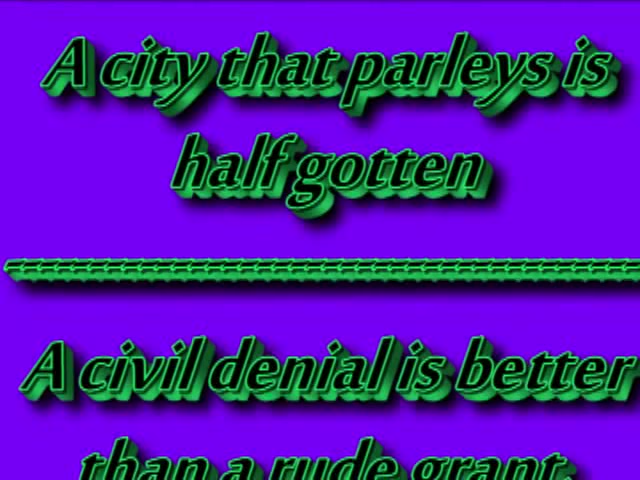 A city that parleys is
half gotten
A civil denial is better
than a rude grant.